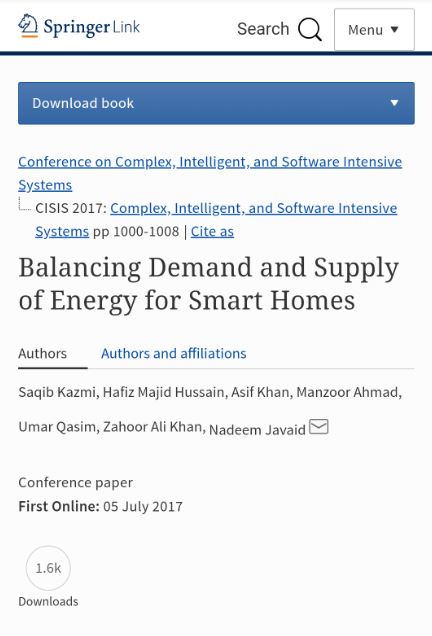 Springer Link
Search
Menu ▼
Download book ▼
Conference on Complex, Intelligent, and Software Intensive
Systems
CISIS 2017: Complex, Intelligent, and Software Intensive
Systems pp 1000-1008 | Cite as
Balancing Demand and Supply
of Energy for Smart Homes
Authors Authors and affiliations
Saqib Kazmi, Hafiz Majid Hussain, Asif Khan, Manzoor Ahmad,
Umar Qasim, Zahoor Ali Khan, Nadeem Javaid
Conference paper
First Online: 05 July 2017
1.6k
Downloads